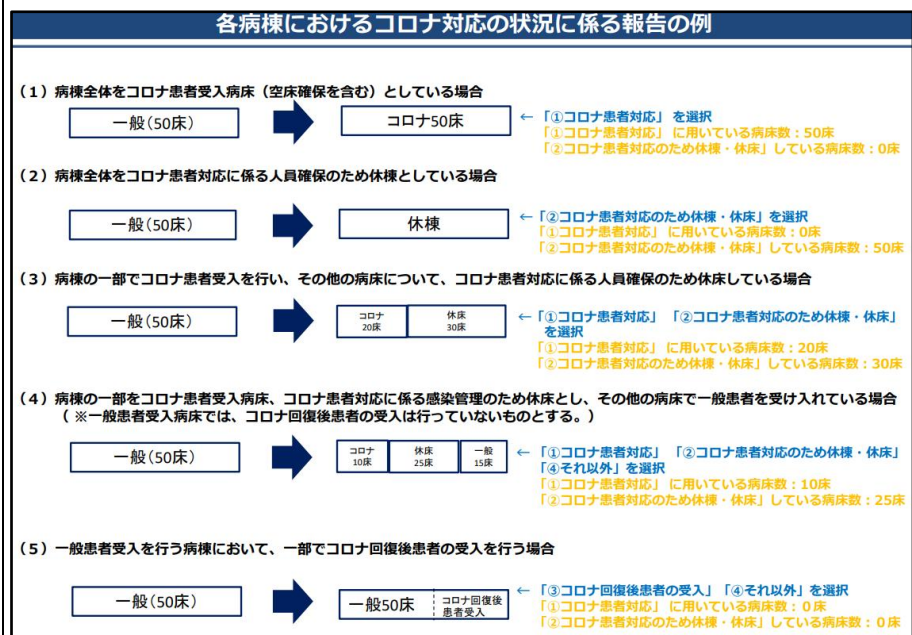 各病棟におけるコロナ対応の状況に係る報告の例
(1)病棟全体をコロナ患者受入病床(空床確保を含む)としている場合
一般(50床)
コロナ50床
←「①コロナ患者対応」 を選択
「①コロナ患者対応」 に用いている病床数:50床
「②コロナ患者対応のため休棟・休床」している病床数:0床
(2)病棟全体をコロナ患者対応に係る人員確保のため休棟としている場合
一般(50床)
休棟
←「②コロナ患者対応のため休棟・休床」を選択
「①コロナ患者対応」 に用いている病床数:0床
「②コロナ患者対応のため休棟・休床」している病床数:50床
(3)病棟の一部でコロナ患者受入を行い、その他の病床について、コロナ患者対応に係る人員確保のため休床している場合
一般(50床)
コロナ
20床
休床
30床
←「①コロナ患者対応」 「②コロナ患者対応のため休棟・休床」
を選択
「①コロナ患者対応」 に用いている病床数:20床
「②コロナ患者対応のため休棟・休床」している病床数:30床
(4)病棟の一部をコロナ患者受入病床、コロナ患者対応に係る感染管理のため休床とし、その他の病床で一般患者を受け入れている場合
( ※一般患者受入病床では、コロナ回復後患者の受入は行っていないものとする。)
一般(50床)
コロナ
10床
休床
25床
一般
15床
←「①コロナ患者対応」 「②コロナ患者対応のため休棟・休床」
「④それ以外」を選択
「①コロナ患者対応」 に用いている病床数:10床
「②コロナ患者対応のため休棟・休床」している病床数:25床
(5)一般患者受入を行う病棟において、一部でコロナ回復後患者の受入を行う場合
一般(50床)
一般50床
コロナ回復後
患者受入
←「③コロナ回復後患者の受入」「④それ以外」を選択
「①コロナ患者対応」 に用いている病床数:0床
「②コロナ患者対応のため休棟・休床」している病床数:0床